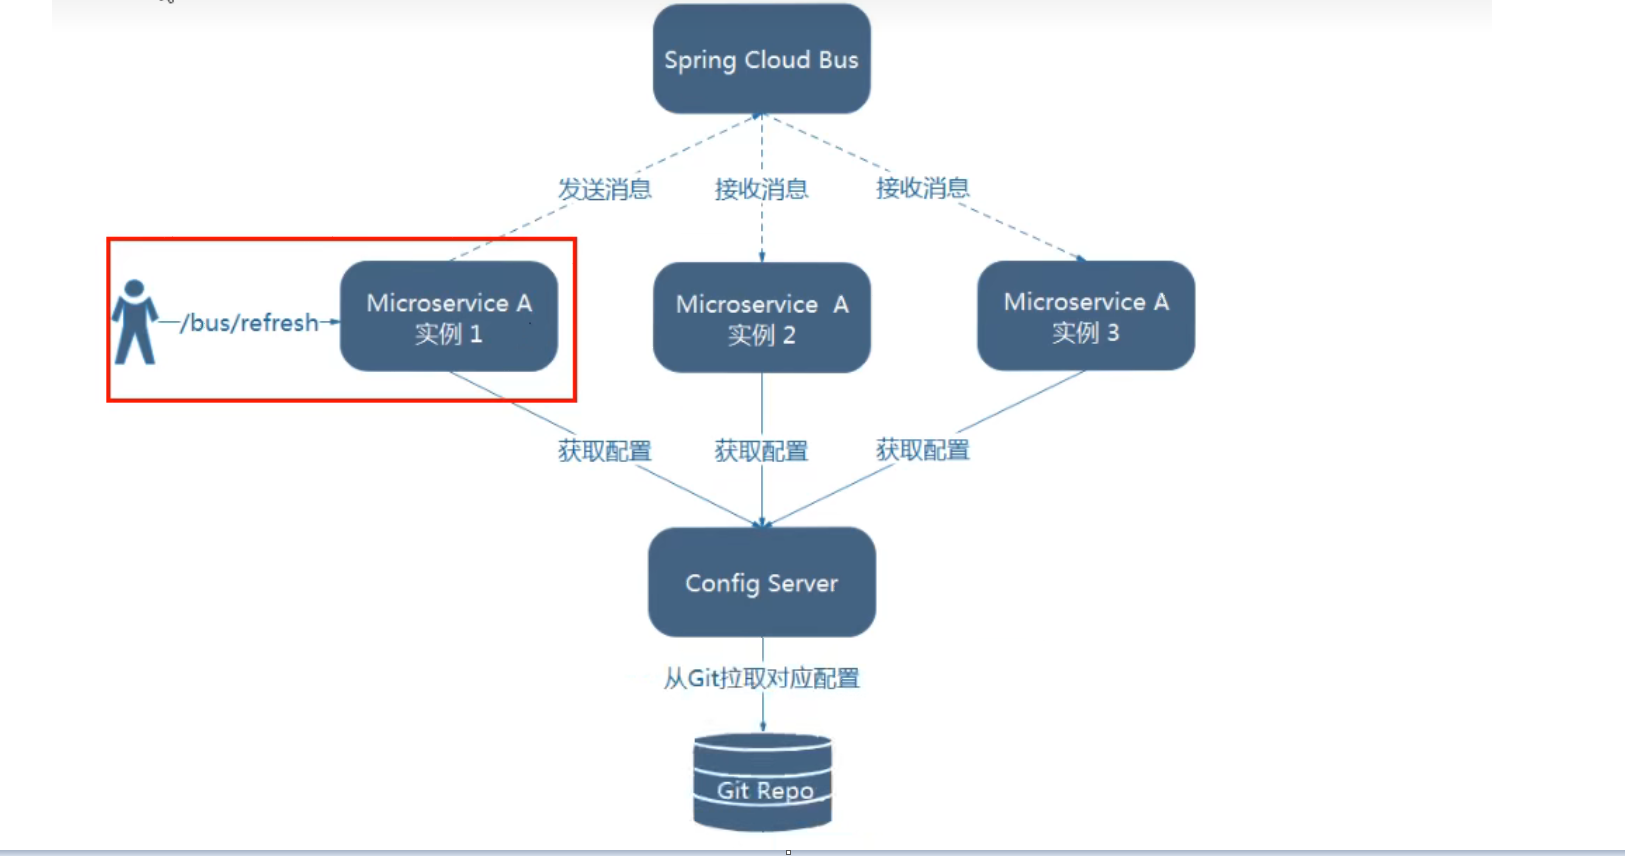 Spring Cloud Bus
发送消息
接收消息
接收消息
/bus/refresh
Microservice A
实例 1
Microservice A
实例 2
Microservice A
实例 3
获取配置
获取配置
获取配置
Config Server
从Git拉取对应配置
Git Repo